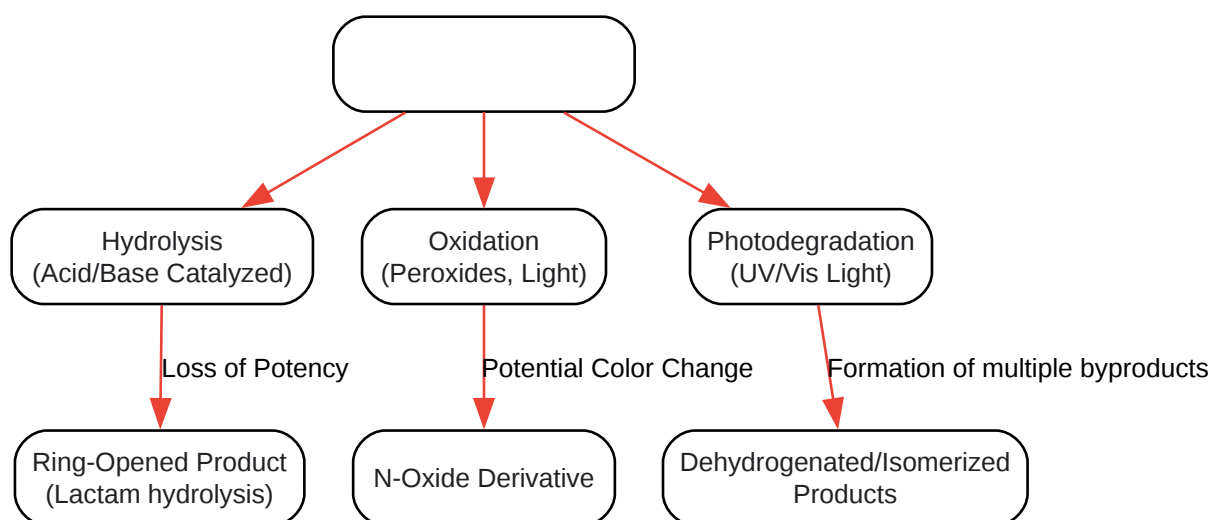 Hydrolysis
(Acid/Base Catalyzed)
Oxidation
(Peroxides, Light)
Photodegradation
(UV/Vis Light)
Loss of Potency
Potential Color Change
Formation of multiple byproducts
Ring-Opened Product
(Lactam hydrolysis)
N-Oxide Derivative
Dehydrogenated/Isomerized
Products